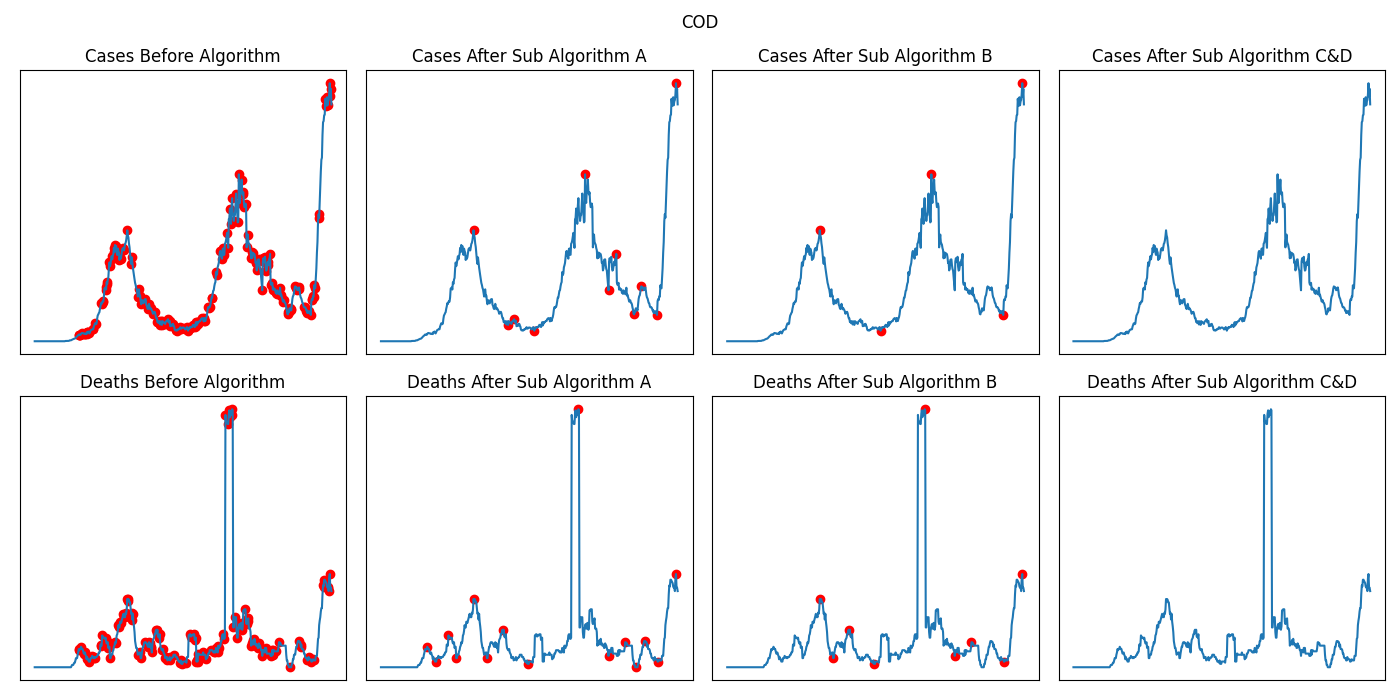 COD
Cases Before Algorithm
Cases After Sub Algorithm A
Cases After Sub Algorithm B
Cases After Sub Algorithm C&D
Deaths Before Algorithm
Deaths After Sub Algorithm A
Deaths After Sub Algorithm B
Deaths After Sub Algorithm C&D